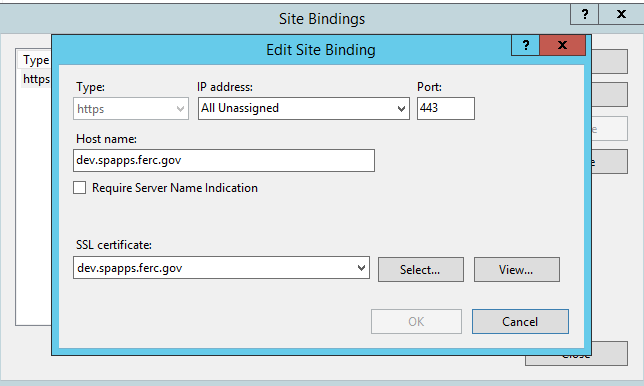 Site Bindings
? x
Edit Site Binding
? x
Type
https
Type:
IP address:
Port:
https
All Unassigned
443
Host name:
dev.spapps.ferc.gov
Require Server Name Indication
SSL certificate:
dev.spapps.ferc.gov
Select...
View...
OK
Cancel